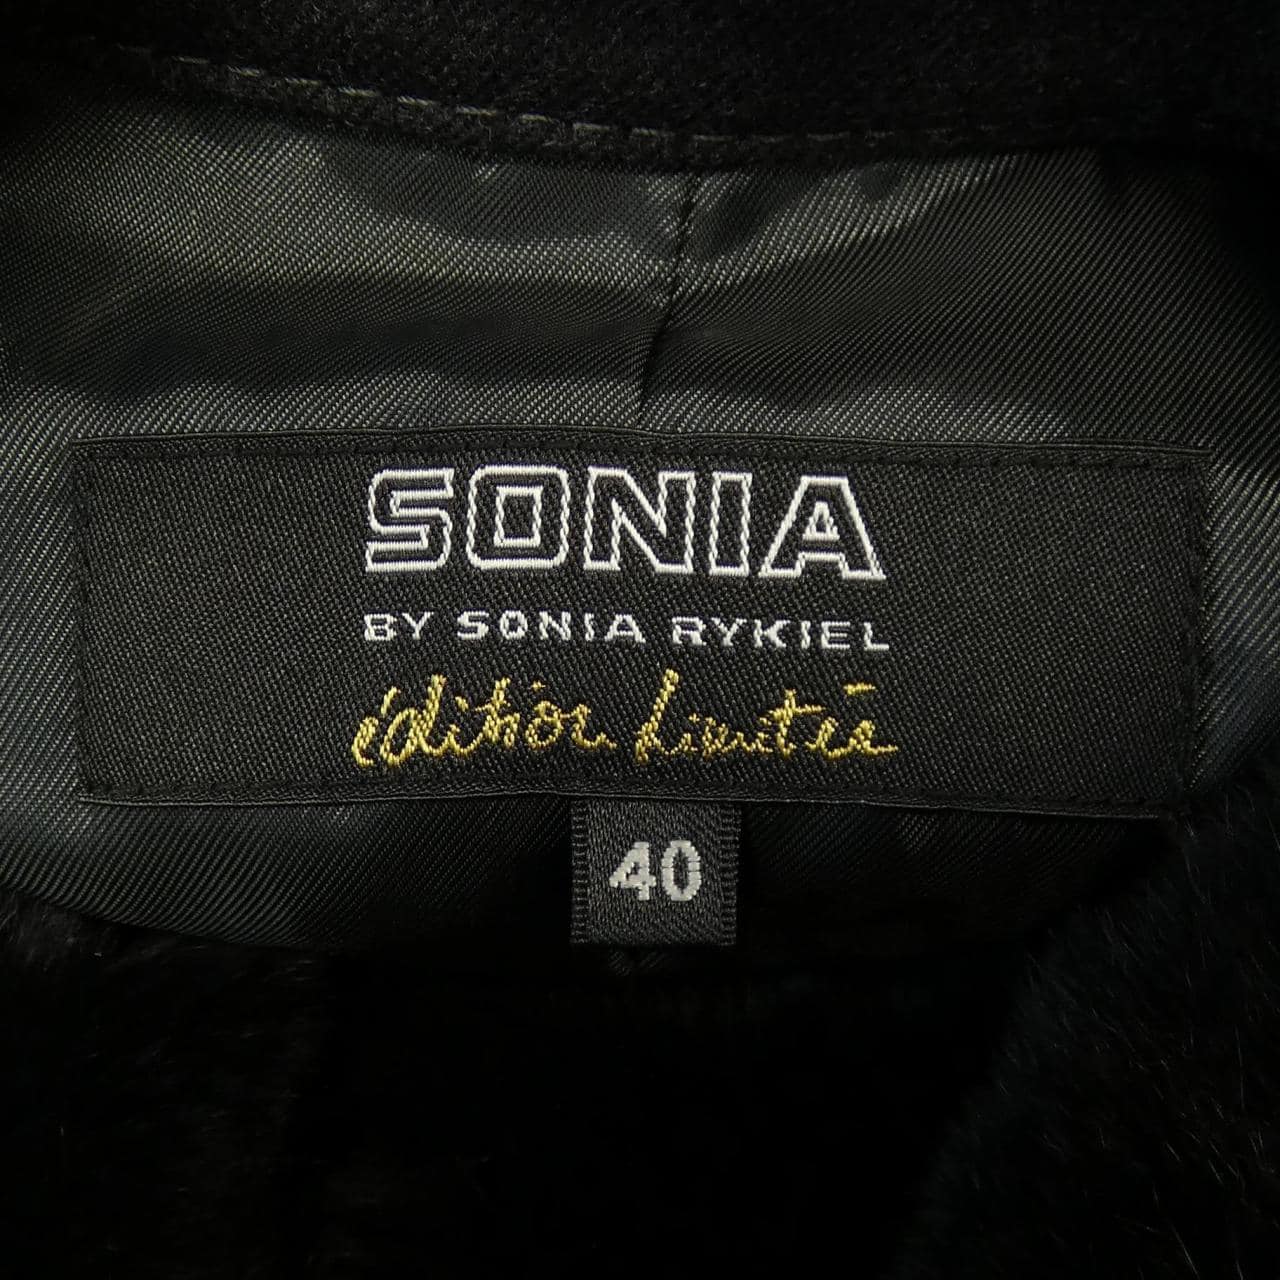 SONIA
BY SONIA RYKIEL
édition limitée
40